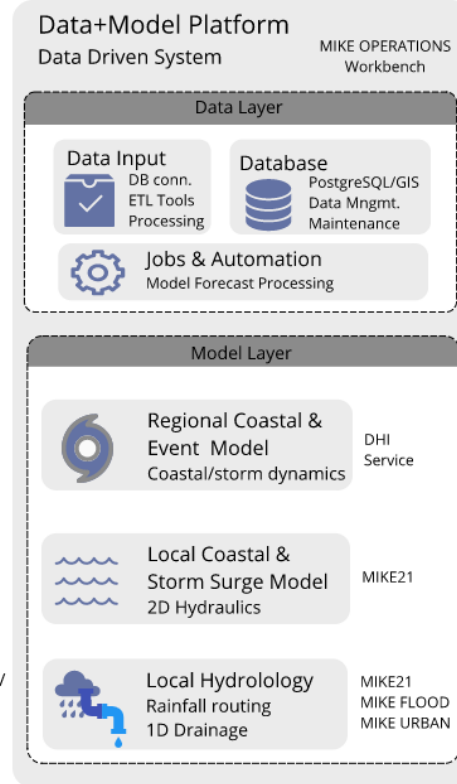 Data+Model Platform
Data Driven System
MIKE OPERATIONS
Workbench
Data Layer
Data Input
DB conn.
ETL Tools
Processing
Database
PostgreSQL/GIS
Data Mngmt.
Maintenance
Jobs & Automation
Model Forecast Processing
Model Layer
Regional Coastal &
Event Model
Coastal/storm dynamics
DHI
Service
Local Coastal &
Storm Surge Model
2D Hydraulics
MIKE21
/
Local Hydrolology
Rainfall routing
1D Drainage
MIKE21
MIKE FLOOD
MIKE URBAN